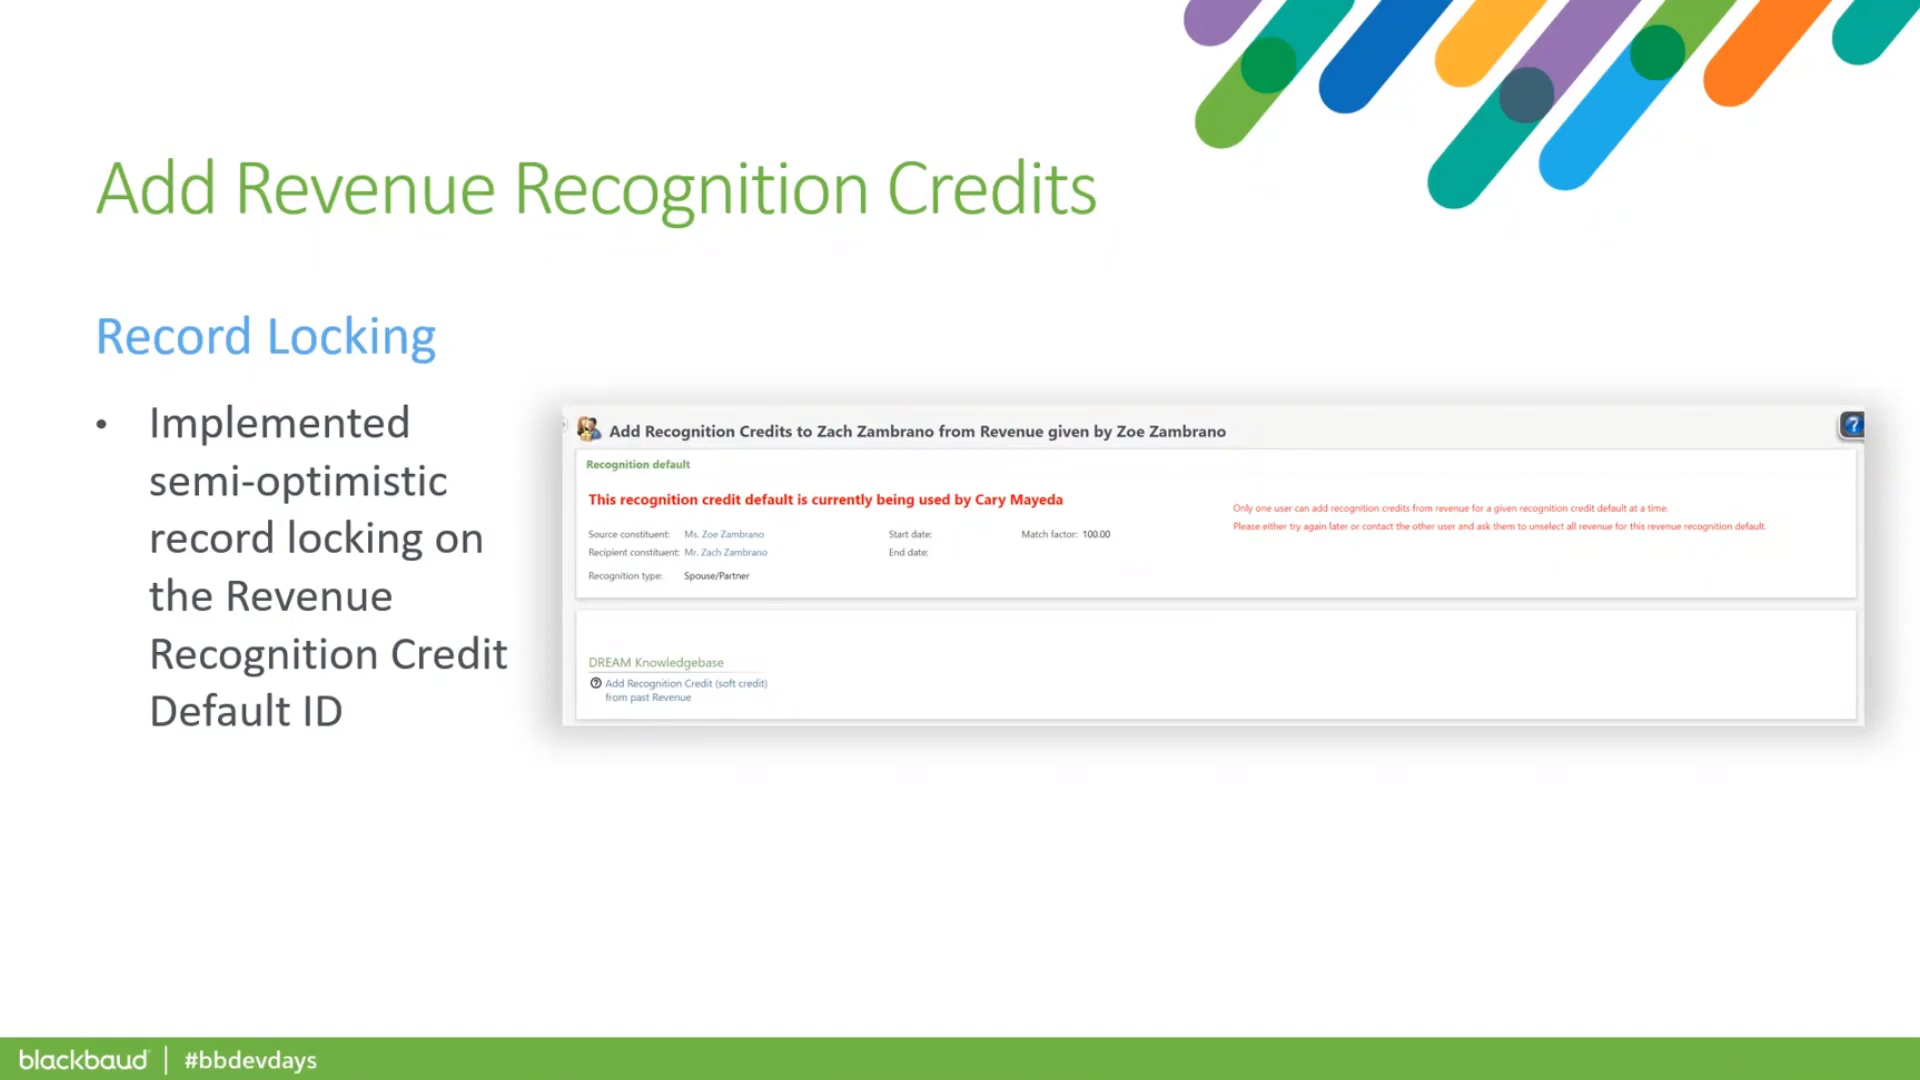 Add Revenue Recognition Credits
Record Locking
• Implemented
semi-optimistic
record locking on
the Revenue
Recognition Credit
Default ID
Add Recognition Credits to Zach Zambrano from Revenue given by Zoe Zambrano
?
Recognition default
This recognition credit default is currently being used by Cary Mayeda
Only one user can add recognition credits from revenue for a given recognition credit default at a time.
Please either try again later or contact the other user and ask them to unselect all revenue for this revenue recognition default.
Source constituent: Ms. Zoe Zambrano Start date: Match factor: 100.00
Recipient constituent: Mr. Zach Zambrano End date:
Recognition type: Spouse/Partner
DREAM Knowledgebase
? Add Recognition Credit (soft credit)
from past Revenue
blackbaud | #bbdevdays